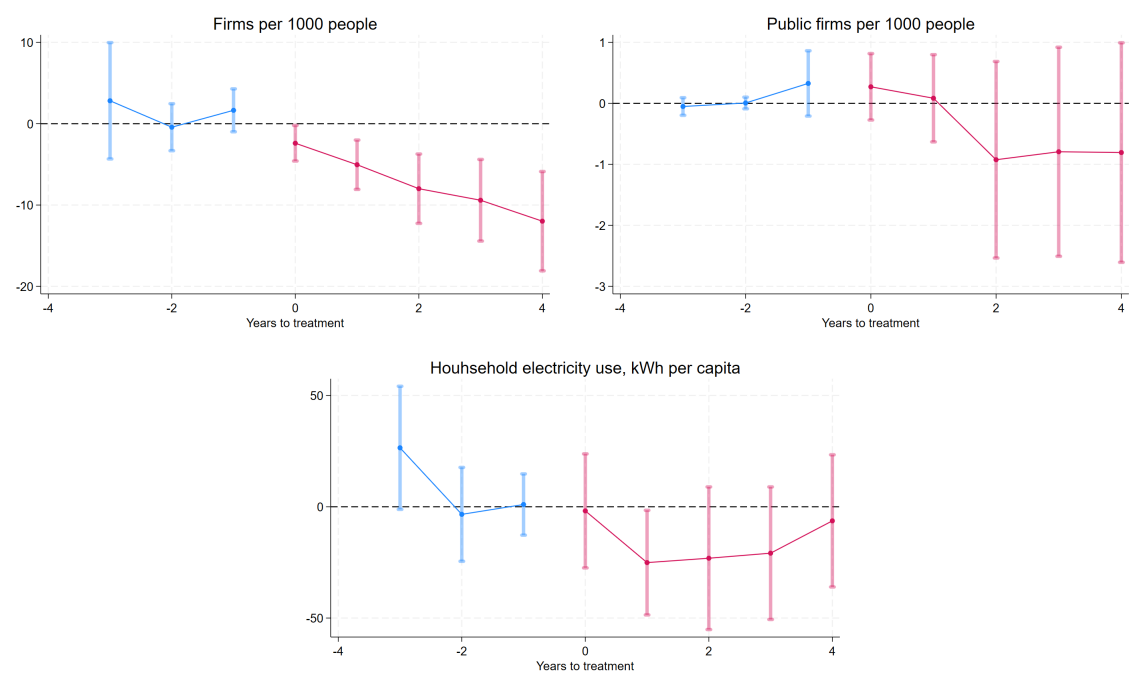 Firms per 1000 people
10
0
-10
-20
-4 -2 0 2 4
Years to treatment
Public firms per 1000 people
1
0
-1
-2
-3
-4 -2 0 2 4
Years to treatment
Houhsehold electricity use, kWh per capita
50
0
-50
-4 -2 0 2 4
Years to treatment